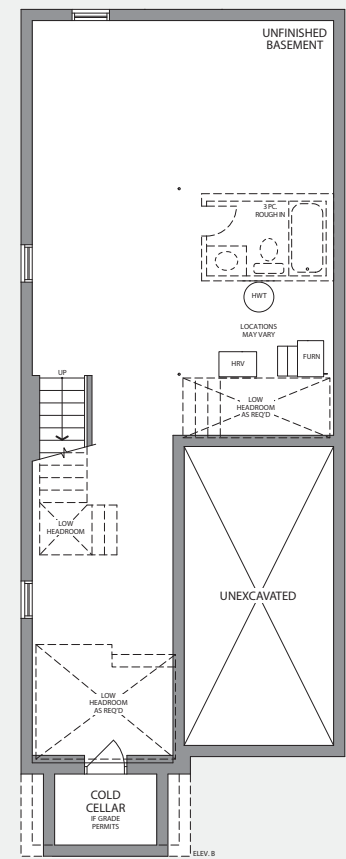 UNFINISHED
BASEMENT
3 PC.
ROUGH IN
HWT
LOCATIONS
MAY VARY
HRV
FURN
UP
LOW
HEADROOM
AS REQ'D
LOW
HEADROOM
UNEXCAVATED
LOW
HEADROOM
AS REQ'D
COLD
CELLAR
IF GRADE
PERMITS
ELEV. B